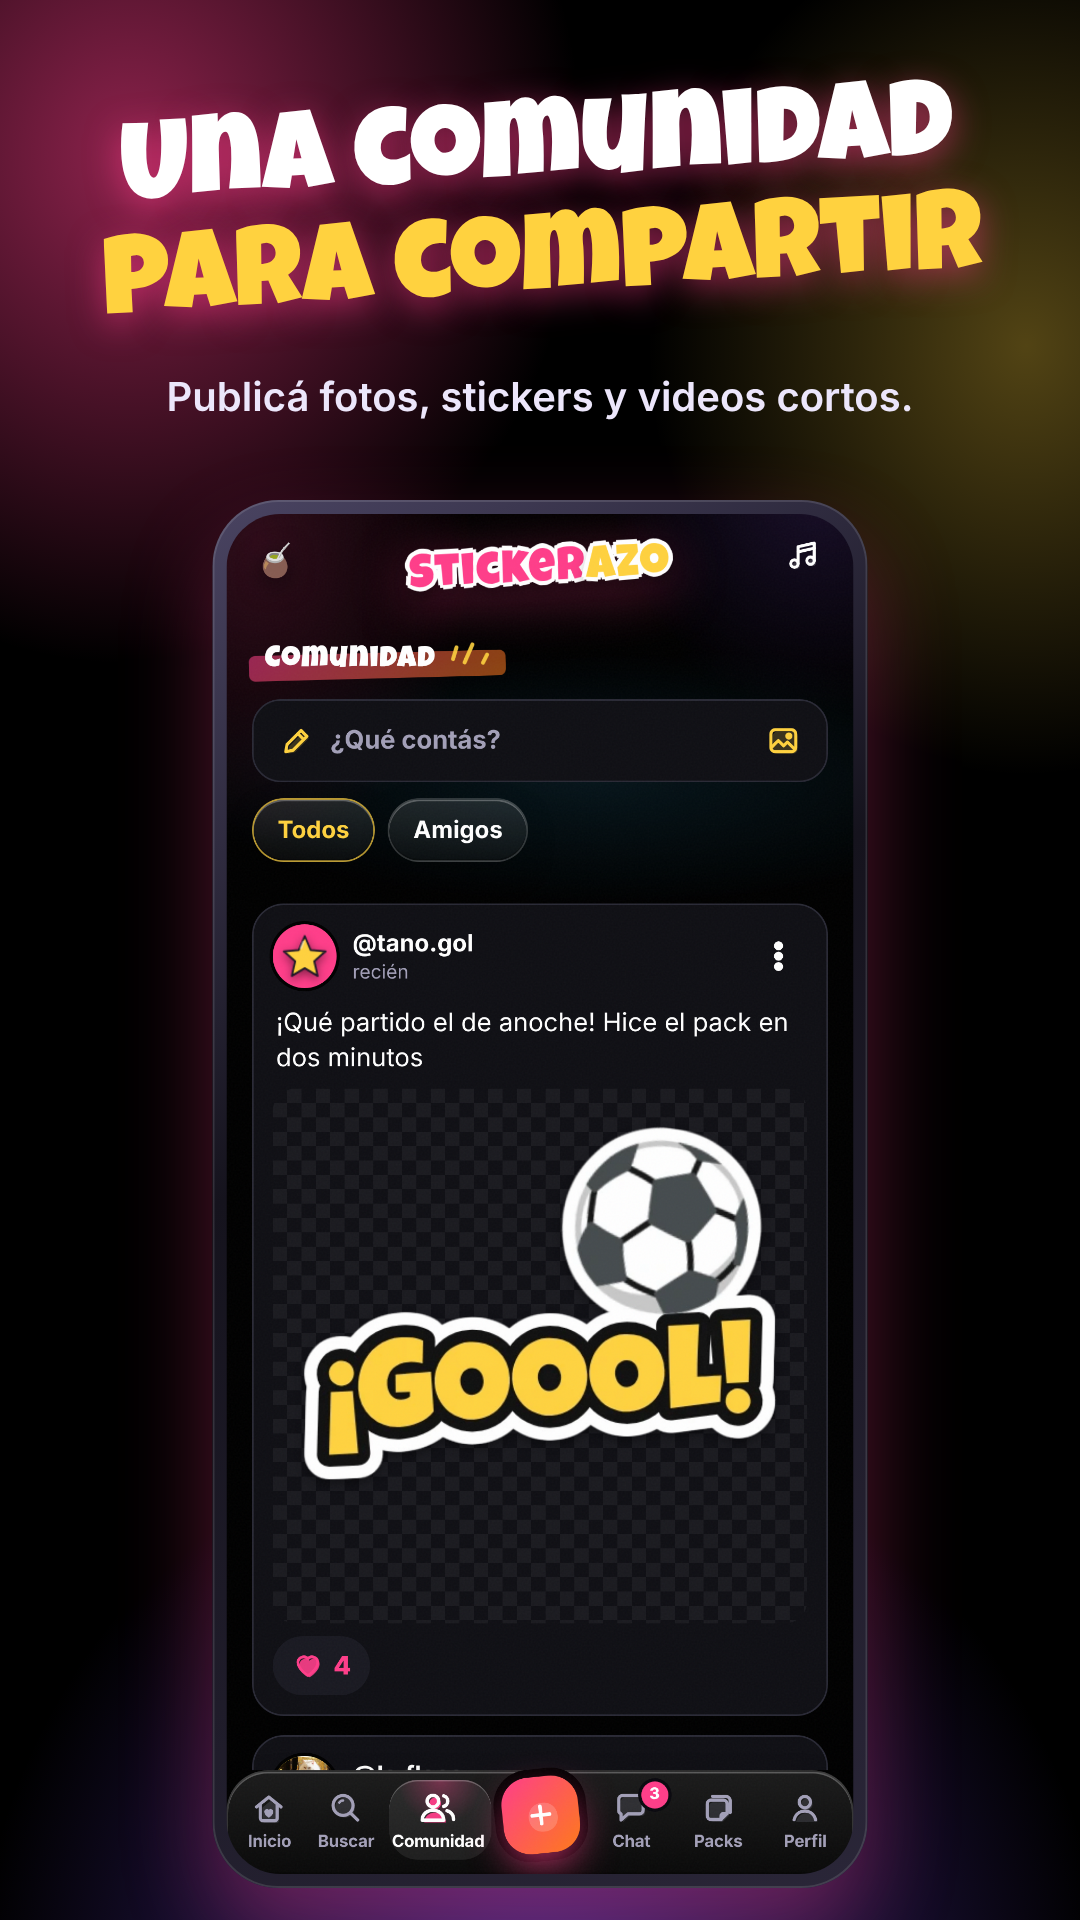 UNA COMUNIDAD
PARA COMPARTIR
Publicá fotos, stickers y videos cortos.
STICKERAZO
COMUNIDAD
¿Qué contás?
Todos
Amigos
@tano.gol
recién
¡Qué partido el de anoche! Hice el pack en
dos minutos
¡GOOOL!
4
3
Inicio
Buscar
Comunidad
Chat
Packs
Perfil